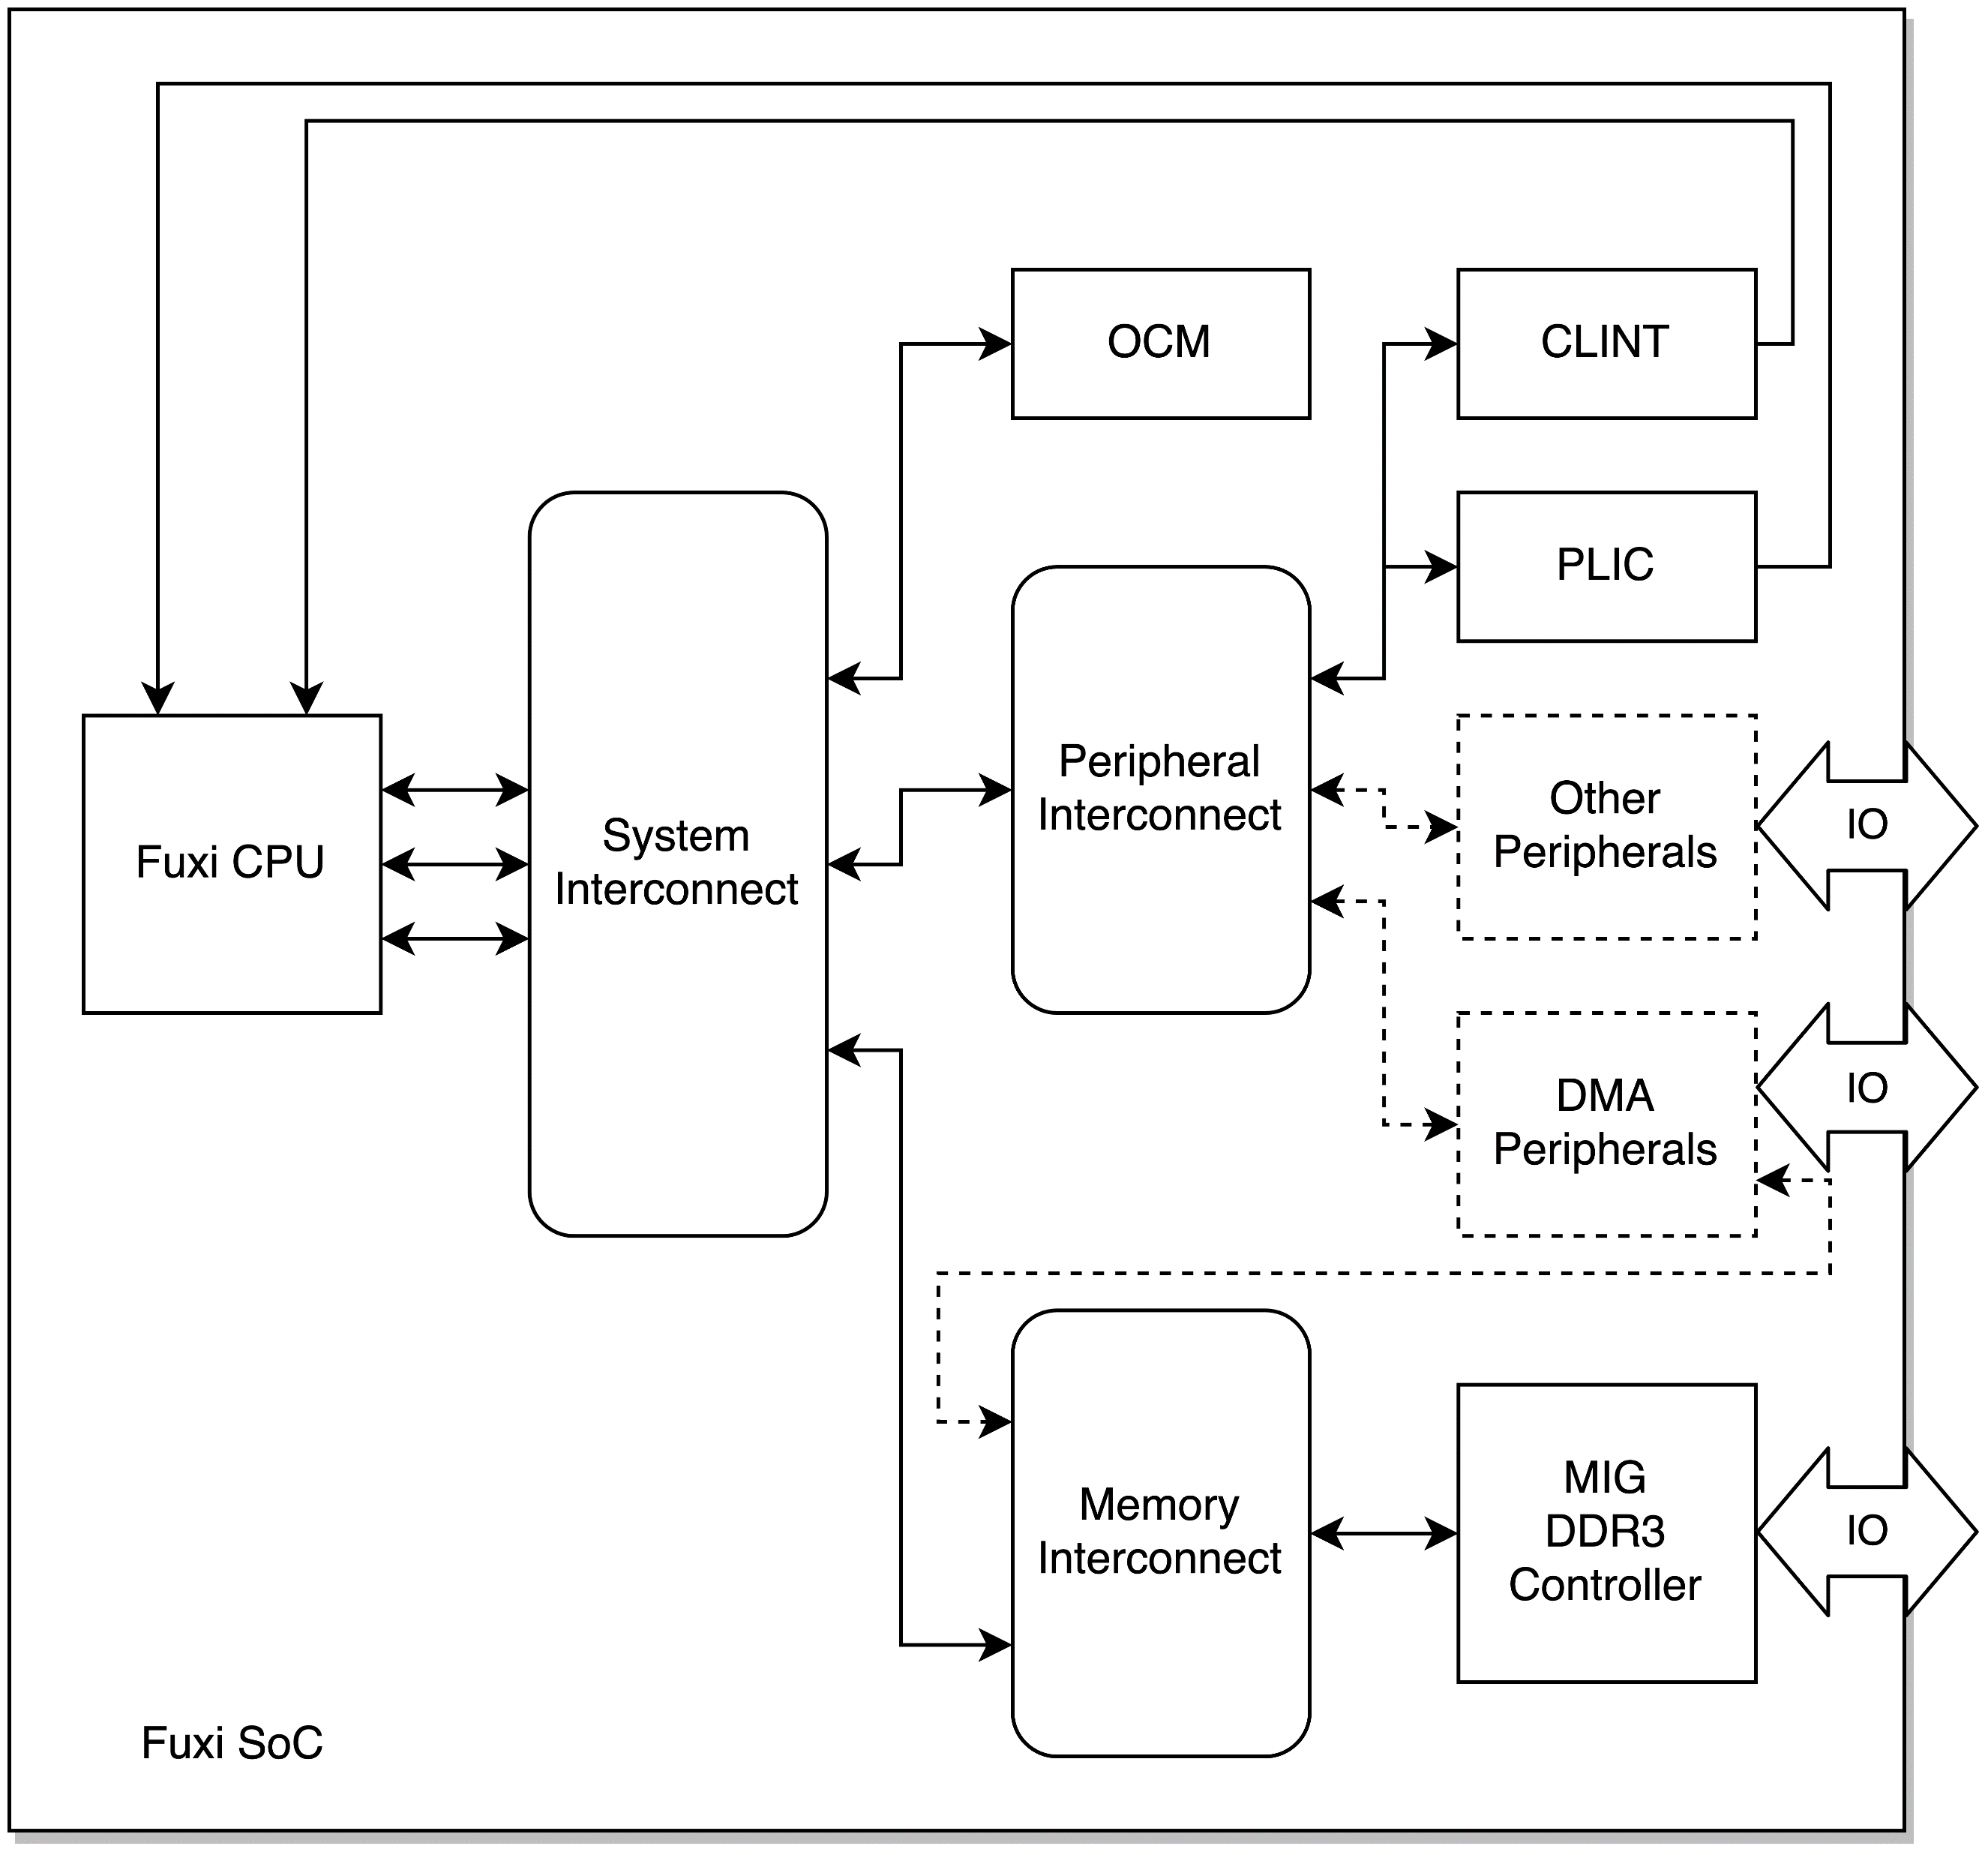 OCM
CLINT
PLIC
Fuxi CPU
System
Interconnect
Peripheral
Interconnect
Other
Peripherals
IO
DMA
Peripherals
IO
Memory
Interconnect
MIG
DDR3
Controller
IO
Fuxi SoC